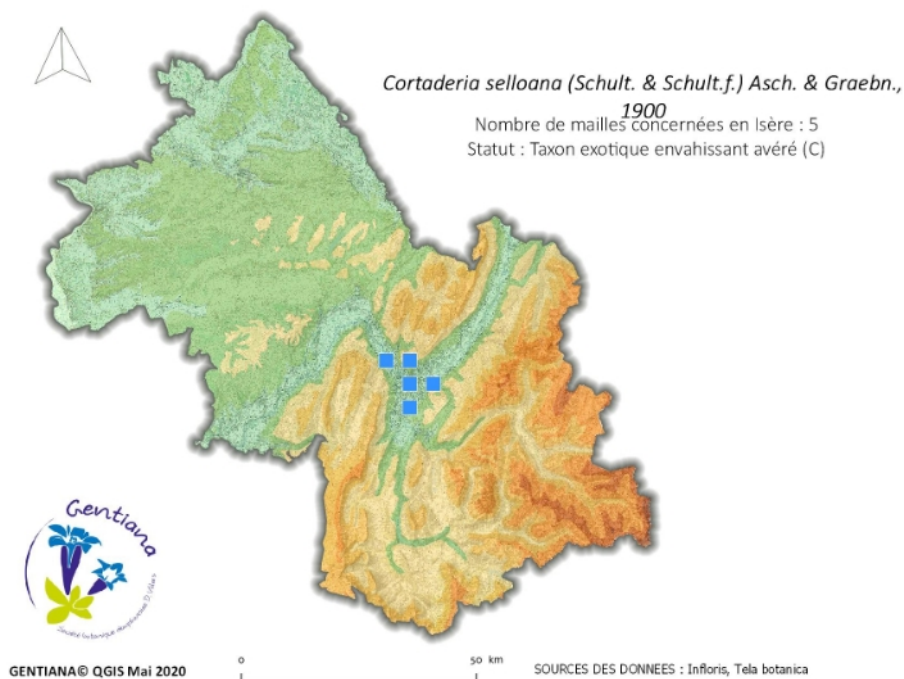 Cortaderia selloana (Schult. & Schult.f.) Asch. & Graebn.,
1900
Nombre de mailles concernées en Isère : 5
Statut : Taxon exotique envahissant avéré (C)
Gentiana
GENTIANA© QGIS Mai 2020
0
50 km
SOURCES DES DONNEES : Infloris, Tela botanica